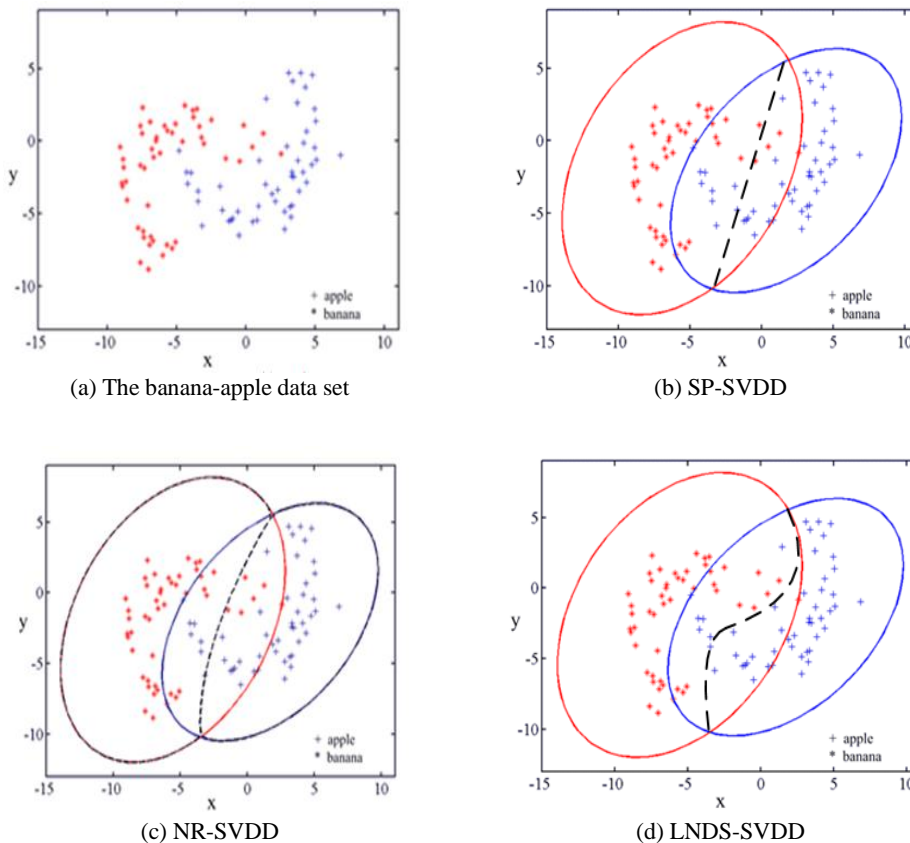 5
0
y
-5
-10
+ apple
* banana
-15 -10 -5 0 5 10
x
(a) The banana-apple data set
5
0
y
-5
-10
+ apple
* banana
-15 -10 -5 0 5 10
x
(b) SP-SVDD
5
0
y
-5
-10
+ apple
* banana
-15 -10 -5 0 5 10
x
(c) NR-SVDD
5
0
y
-5
-10
+ apple
* banana
-15 -10 -5 0 5 10
x
(d) LNDS-SVDD